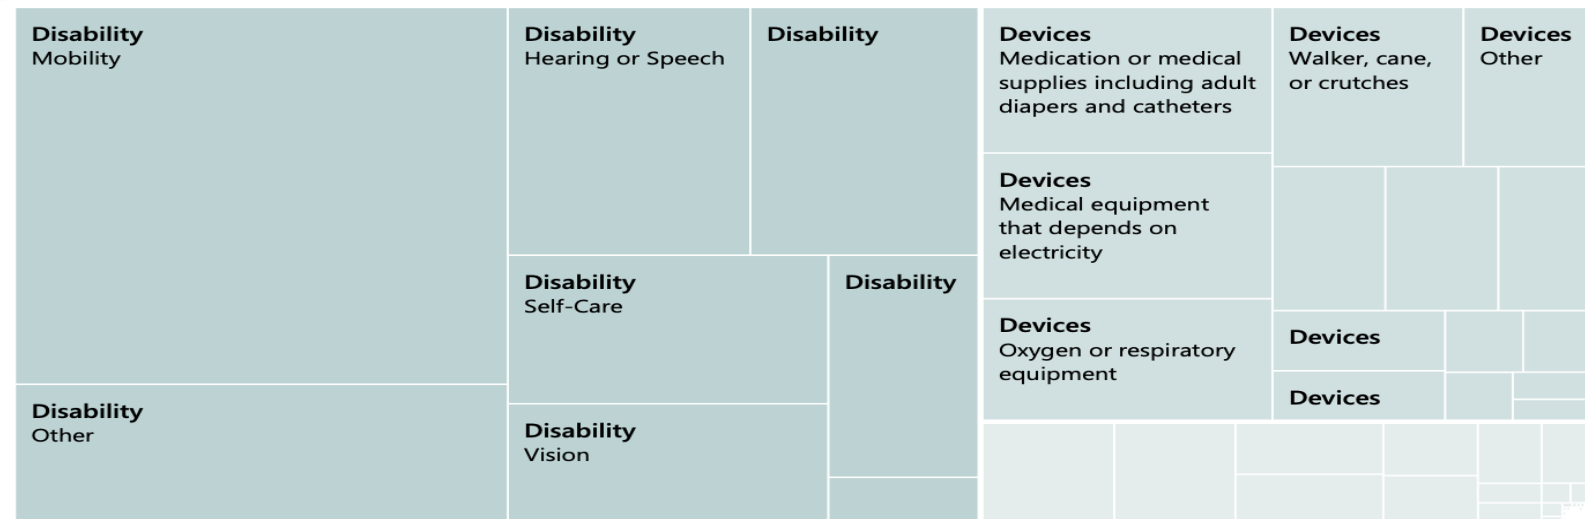 Disability
Mobility
Disability
Other
Disability
Hearing or Speech
Disability
Disability
Self-Care
Disability
Disability
Vision
Devices
Medication or medical
supplies including adult
diapers and catheters
Devices
Medical equipment
that depends on
electricity
Devices
Oxygen or respiratory
equipment
Devices
Walker, cane,
or crutches
Devices
Other
Devices
Devices